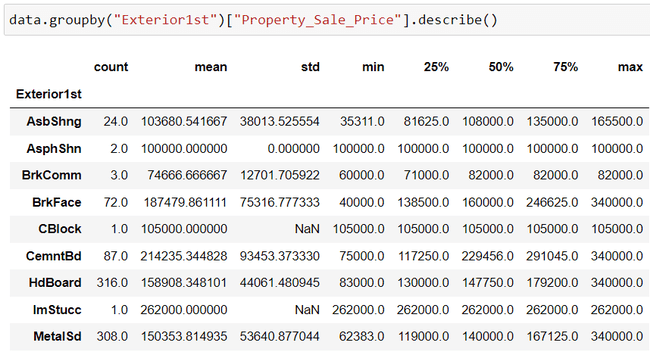 data.groupby("Exterior1st")["Property_Sale_Price"].describe()
count mean std min 25% 50% 75% max
Exterior1st
AsbShng 24.0 103680.541667 38013.525554 35311.0 81625.0 108000.0 135000.0 165500.0
AsphShn 2.0 100000.000000 0.000000 100000.0 100000.0 100000.0 100000.0 100000.0
BrkComm 3.0 74666.666667 12701.705922 60000.0 71000.0 82000.0 82000.0 82000.0
BrkFace 72.0 187479.861111 75316.777333 40000.0 138500.0 160000.0 246625.0 340000.0
CBlock 1.0 105000.000000 NaN 105000.0 105000.0 105000.0 105000.0 105000.0
CemntBd 87.0 214235.344828 93453.373330 75000.0 117250.0 229456.0 291045.0 340000.0
HdBoard 316.0 158908.348101 44061.480945 83000.0 130000.0 147750.0 179200.0 340000.0
ImStucc 1.0 262000.000000 NaN 262000.0 262000.0 262000.0 262000.0 262000.0
MetalSd 308.0 150353.814935 53640.877044 62383.0 119000.0 140000.0 167125.0 340000.0